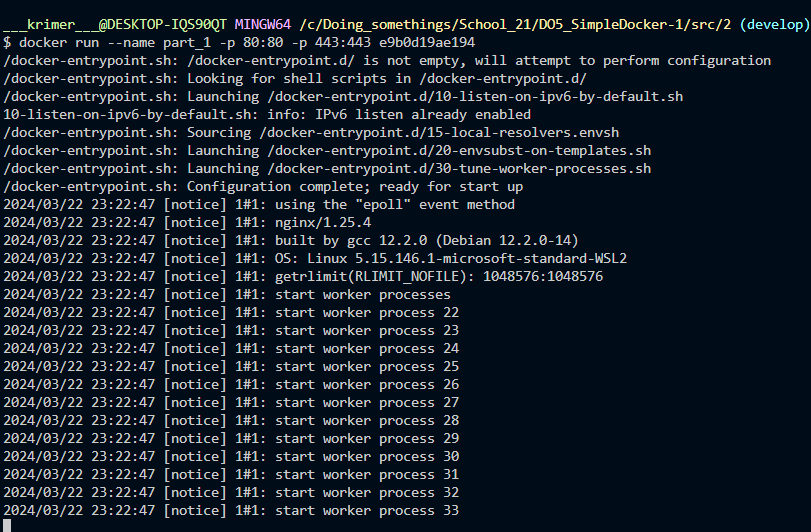 ___krimer___@DESKTOP-IQS90QT MINGW64 /c/Doing_somethings/School_21/DO5_SimpleDocker-1/src/2 (develop)
$ docker run --name part_1 -p 80:80 -p 443:443 e9b0d19ae194
/docker-entrypoint.sh: /docker-entrypoint.d/ is not empty, will attempt to perform configuration
/docker-entrypoint.sh: Looking for shell scripts in /docker-entrypoint.d/
/docker-entrypoint.sh: Launching /docker-entrypoint.d/10-listen-on-ipv6-by-default.sh
10-listen-on-ipv6-by-default.sh: info: IPv6 listen already enabled
/docker-entrypoint.sh: Sourcing /docker-entrypoint.d/15-local-resolvers.envsh
/docker-entrypoint.sh: Launching /docker-entrypoint.d/20-envsubst-on-templates.sh
/docker-entrypoint.sh: Launching /docker-entrypoint.d/30-tune-worker-processes.sh
/docker-entrypoint.sh: Configuration complete; ready for start up
2024/03/22 23:22:47 [notice] 1#1: using the "epoll" event method
2024/03/22 23:22:47 [notice] 1#1: nginx/1.25.4
2024/03/22 23:22:47 [notice] 1#1: built by gcc 12.2.0 (Debian 12.2.0-14)
2024/03/22 23:22:47 [notice] 1#1: OS: Linux 5.15.146.1-microsoft-standard-WSL2
2024/03/22 23:22:47 [notice] 1#1: getrlimit(RLIMIT_NOFILE): 1048576:1048576
2024/03/22 23:22:47 [notice] 1#1: start worker processes
2024/03/22 23:22:47 [notice] 1#1: start worker process 22
2024/03/22 23:22:47 [notice] 1#1: start worker process 23
2024/03/22 23:22:47 [notice] 1#1: start worker process 24
2024/03/22 23:22:47 [notice] 1#1: start worker process 25
2024/03/22 23:22:47 [notice] 1#1: start worker process 26
2024/03/22 23:22:47 [notice] 1#1: start worker process 27
2024/03/22 23:22:47 [notice] 1#1: start worker process 28
2024/03/22 23:22:47 [notice] 1#1: start worker process 29
2024/03/22 23:22:47 [notice] 1#1: start worker process 30
2024/03/22 23:22:47 [notice] 1#1: start worker process 31
2024/03/22 23:22:47 [notice] 1#1: start worker process 32
2024/03/22 23:22:47 [notice] 1#1: start worker process 33